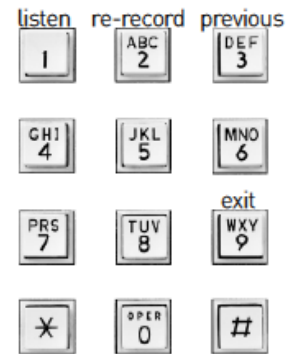 listen re-record previous
1 ABC 2 DEF 3
GHI 4 JKL 5 MNO 6
exit
PRS 7 TUV 8 WXY 9
* OPER 0 #